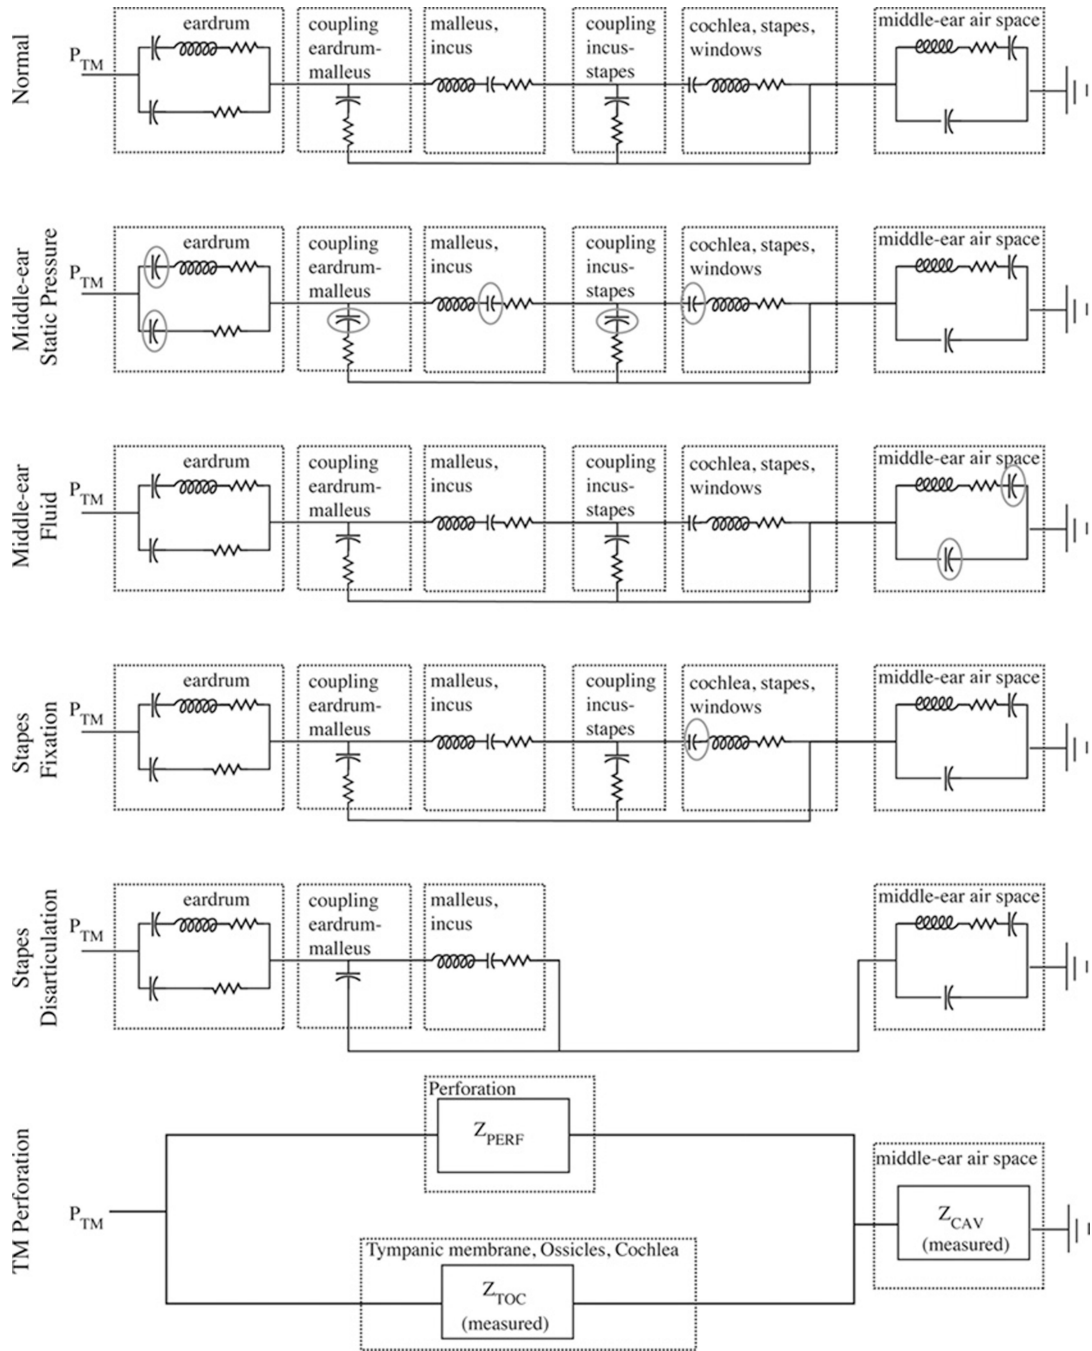 Normal
P_TM
eardrum
coupling
eardrum-
malleus
malleus,
incus
coupling
incus-
stapes
cochlea, stapes,
windows
middle-ear air space
Middle-ear
Static Pressure
P_TM
eardrum
coupling
eardrum-
malleus
malleus,
incus
coupling
incus-
stapes
cochlea, stapes,
windows
middle-ear air space
Middle-ear
Fluid
P_TM
eardrum
coupling
eardrum-
malleus
malleus,
incus
coupling
incus-
stapes
cochlea, stapes,
windows
middle-ear air space
Stapes
Fixation
P_TM
eardrum
coupling
eardrum-
malleus
malleus,
incus
coupling
incus-
stapes
cochlea, stapes,
windows
middle-ear air space
Stapes
Disarticulation
P_TM
eardrum
coupling
eardrum-
malleus
malleus,
incus
middle-ear air space
TM Perforation
P_TM
Perforation
Z_PERF
Tympanic membrane, Ossicles, Cochlea
Z_TOC
(measured)
middle-ear air space
Z_CAV
(measured)